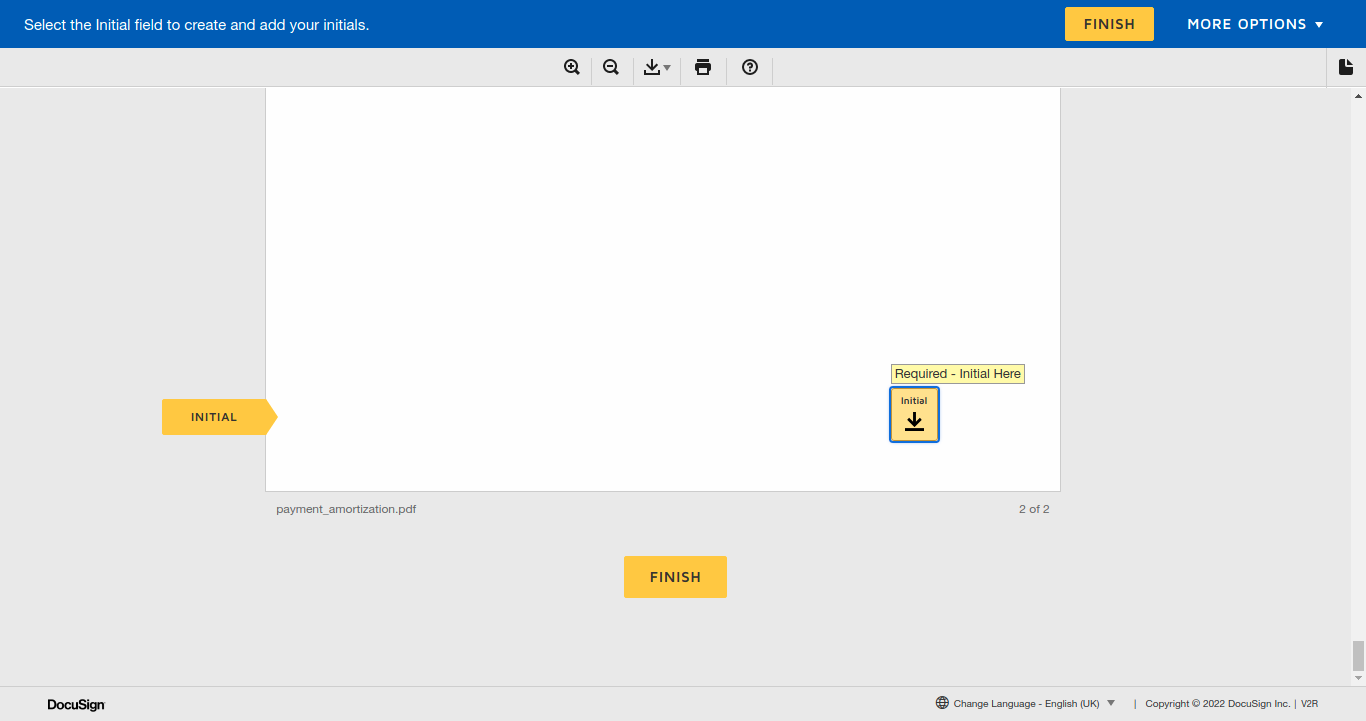 Select the Initial field to create and add your initials.
FINISH
MORE OPTIONS
Required - Initial Here
Initial
INITIAL
payment_amortization.pdf
2 of 2
FINISH
DocuSign
Change Language - English (UK)
| Copyright © 2022 DocuSign Inc. | V2R